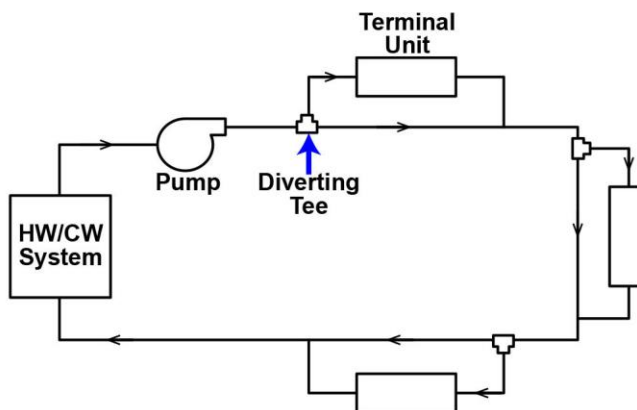 Terminal
Unit
Pump
Diverting
Tee
HW/CW
System